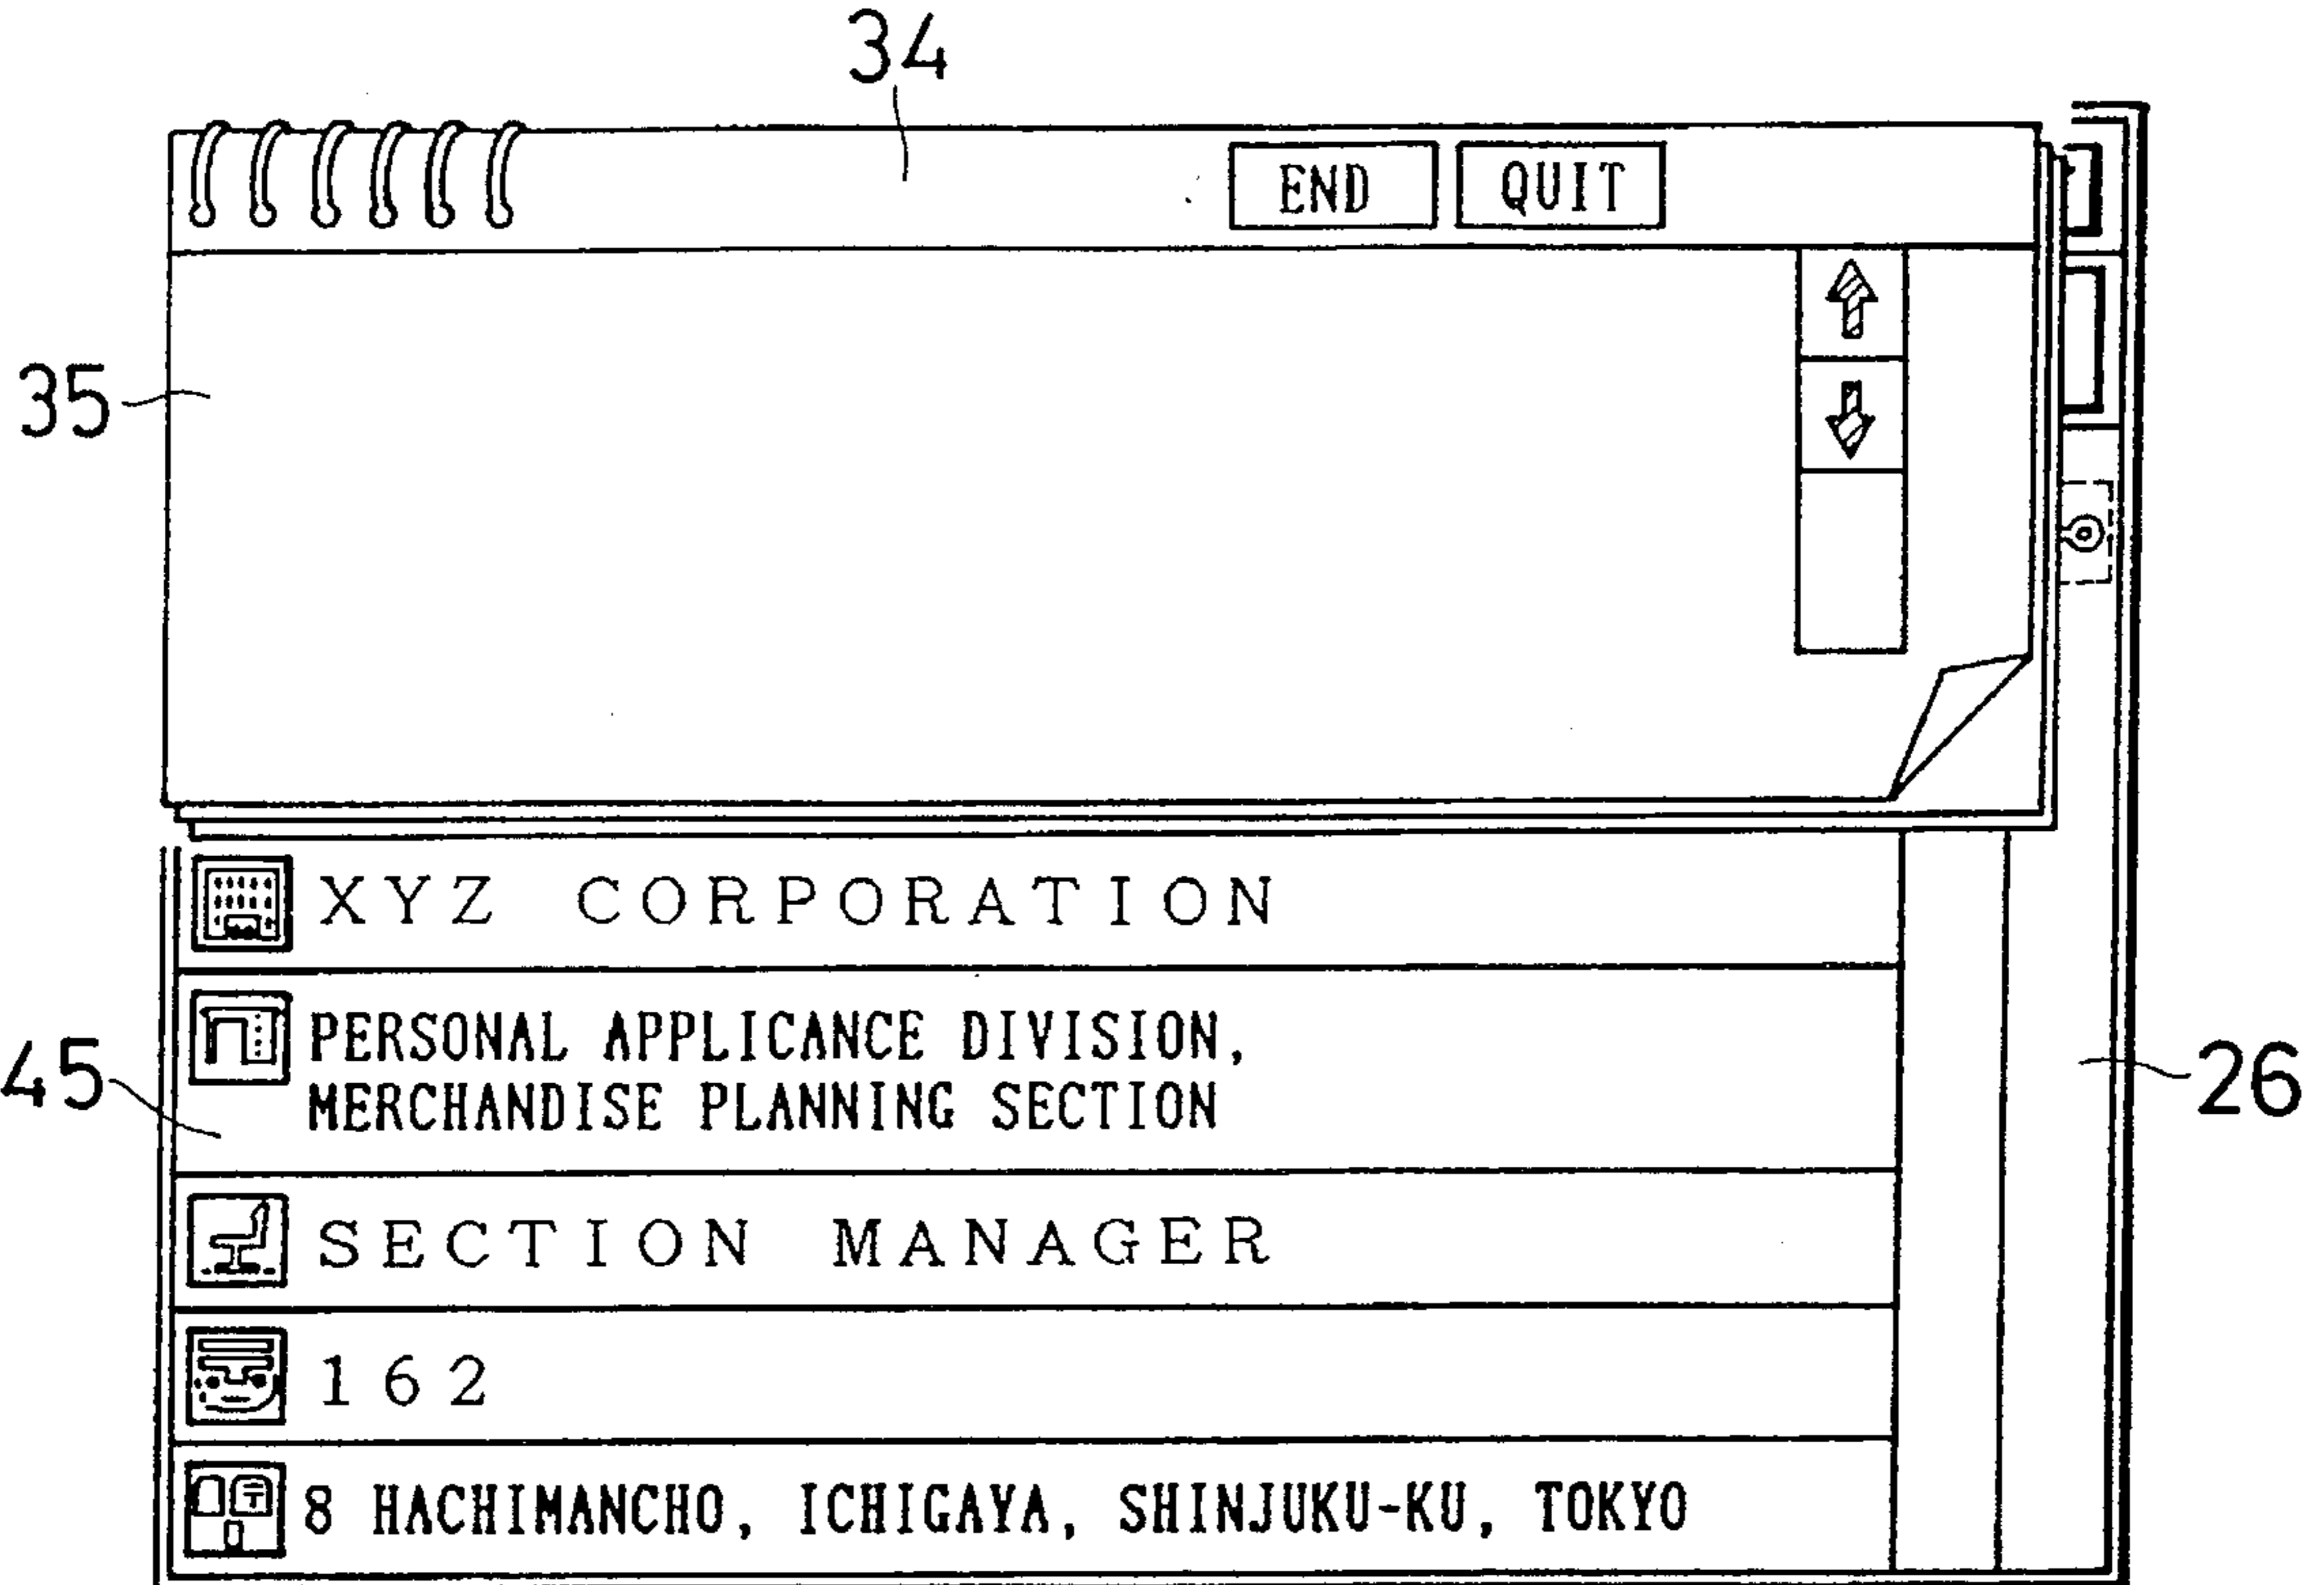 34
END QUIT
35
XYZ CORPORATION
PERSONAL APPLICANCE DIVISION,
MERCHANDISE PLANNING SECTION
45
26
SECTION MANAGER
162
8 HACHIMANCHO, ICHIGAYA, SHINJUKU-KU, TOKYO